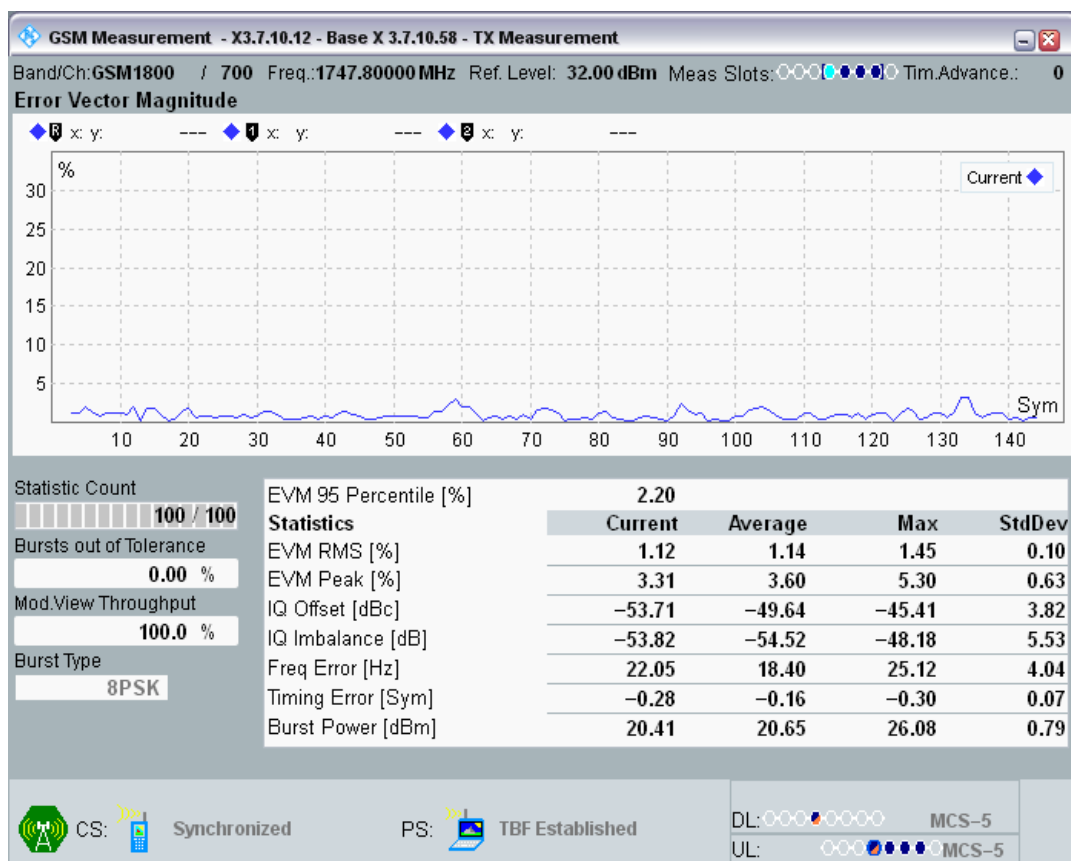 GSM Measurement - X3.7.10.12 - Base X 3.7.10.58 - TX Measurement
Band/Ch:GSM1800 / 700 Freq.:1747.80000 MHz Ref. Level: 32.00 dBm Meas Slots: Tim.Advance.: 0
Error Vector Magnitude
R x: y: --- 1 x: y: --- 2 x: y: ---
%
Current
30
25
20
15
10
5
Sym
10 20 30 40 50 60 70 80 90 100 110 120 130 140
Statistic Count
100 / 100
Bursts out of Tolerance
0.00 %
Mod.View Throughput
100.0 %
Burst Type
8PSK
EVM 95 Percentile [%] 2.20
Statistics Current Average Max StdDev
EVM RMS [%] 1.12 1.14 1.45 0.10
EVM Peak [%] 3.31 3.60 5.30 0.63
IQ Offset [dBc] −53.71 −49.64 −45.41 3.82
IQ Imbalance [dB] −53.82 −54.52 −48.18 5.53
Freq Error [Hz] 22.05 18.40 25.12 4.04
Timing Error [Sym] −0.28 −0.16 −0.30 0.07
Burst Power [dBm] 20.41 20.65 26.08 0.79
CS: Synchronized PS: TBF Established
DL: MCS−5
UL: MCS−5